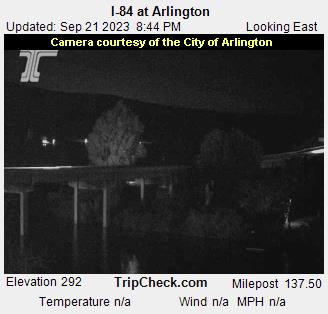 I-84 at Arlington
Updated: Sep 21 2023 8:44 PM Looking East
Camera courtesy of the City of Arlington
Elevation 292 TripCheck.com Milepost 137.50
Temperature n/a Wind n/a MPH n/a